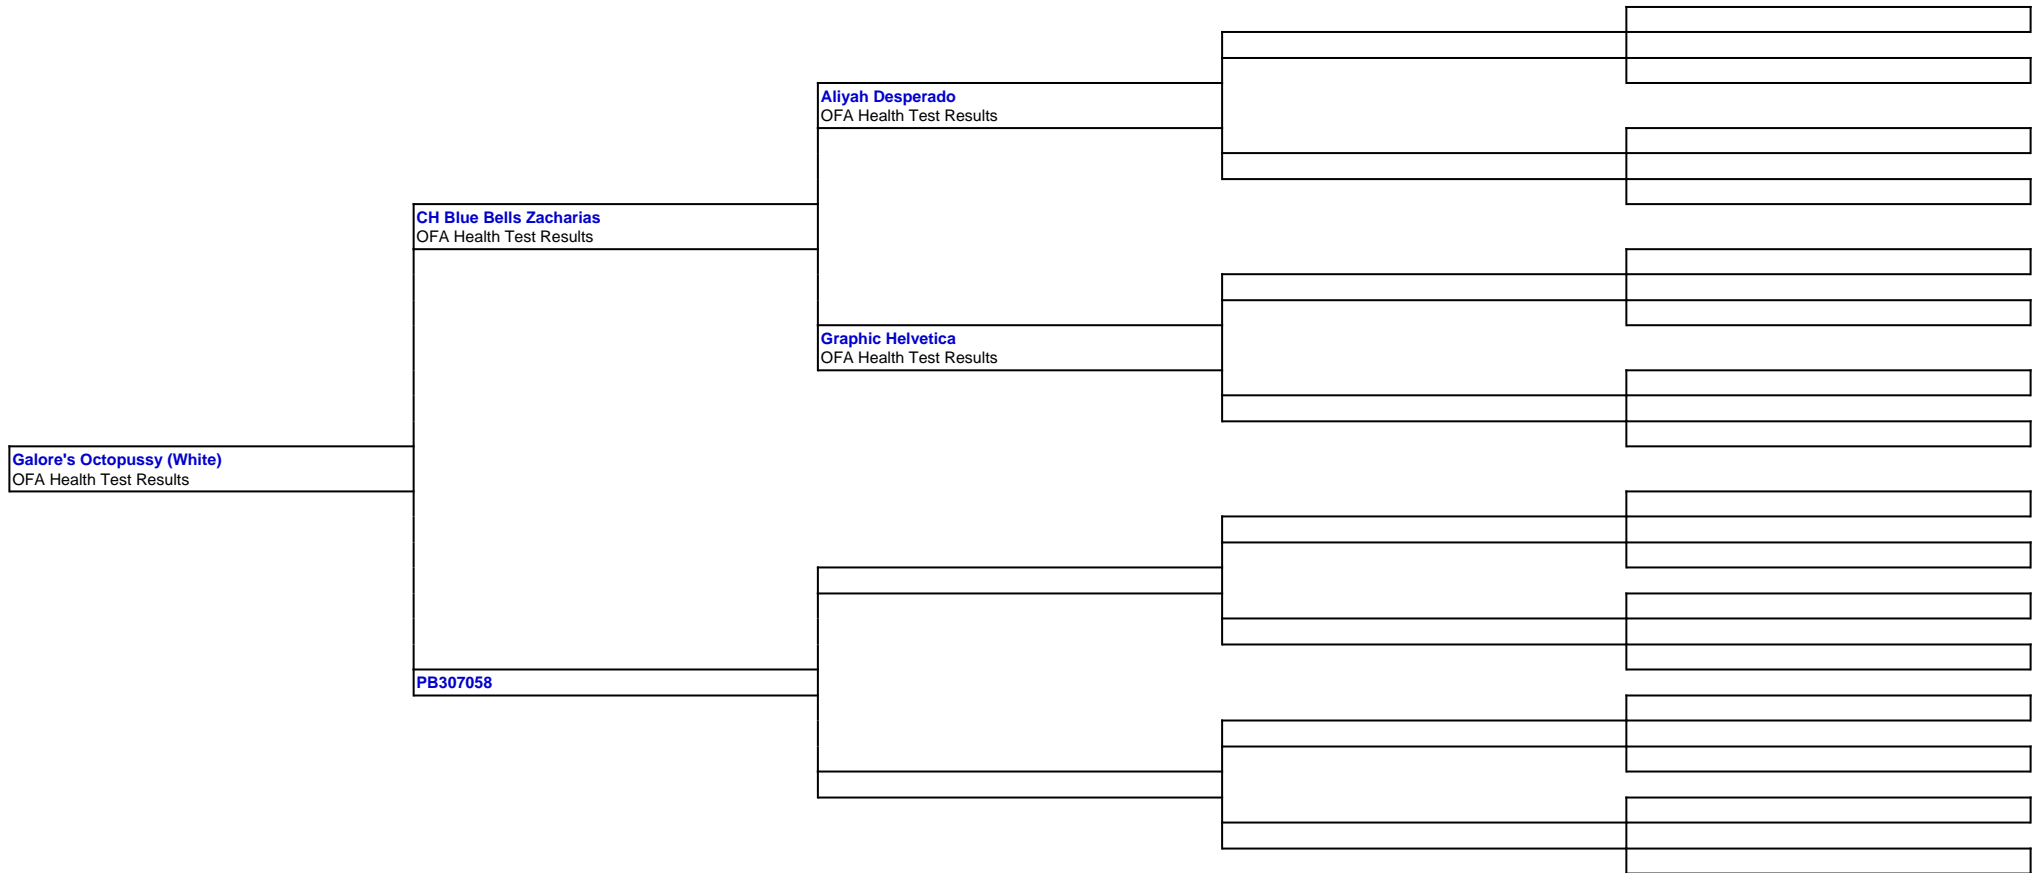 Aliyah Desperado
OFA Health Test Results
CH Blue Bells Zacharias
OFA Health Test Results
Graphic Helvetica
OFA Health Test Results
Galore's Octopussy (White)
OFA Health Test Results
PB307058